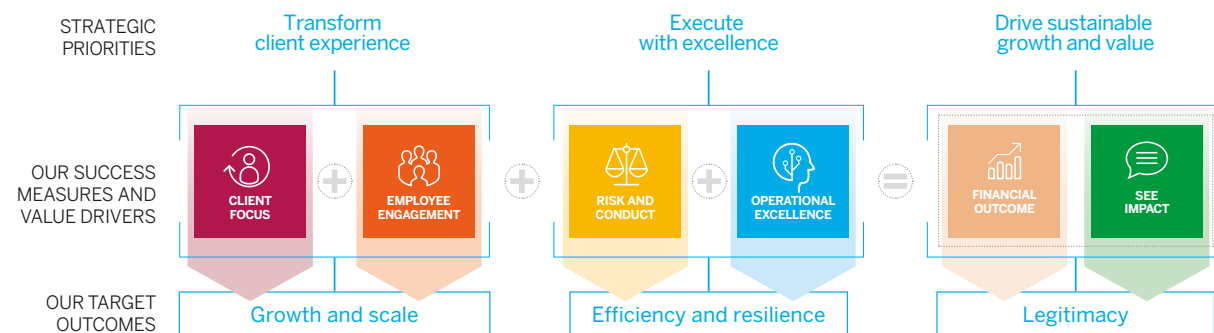 STRATEGIC
PRIORITIES
Transform
client experience
Execute
with excellence
Drive sustainable
growth and value
OUR SUCCESS
MEASURES AND
VALUE DRIVERS
CLIENT
FOCUS
EMPLOYEE
ENGAGEMENT
RISK AND
CONDUCT
OPERATIONAL
EXCELLENCE
FINANCIAL
OUTCOME
SEE
IMPACT
OUR TARGET
OUTCOMES
Growth and scale
Efficiency and resilience
Legitimacy